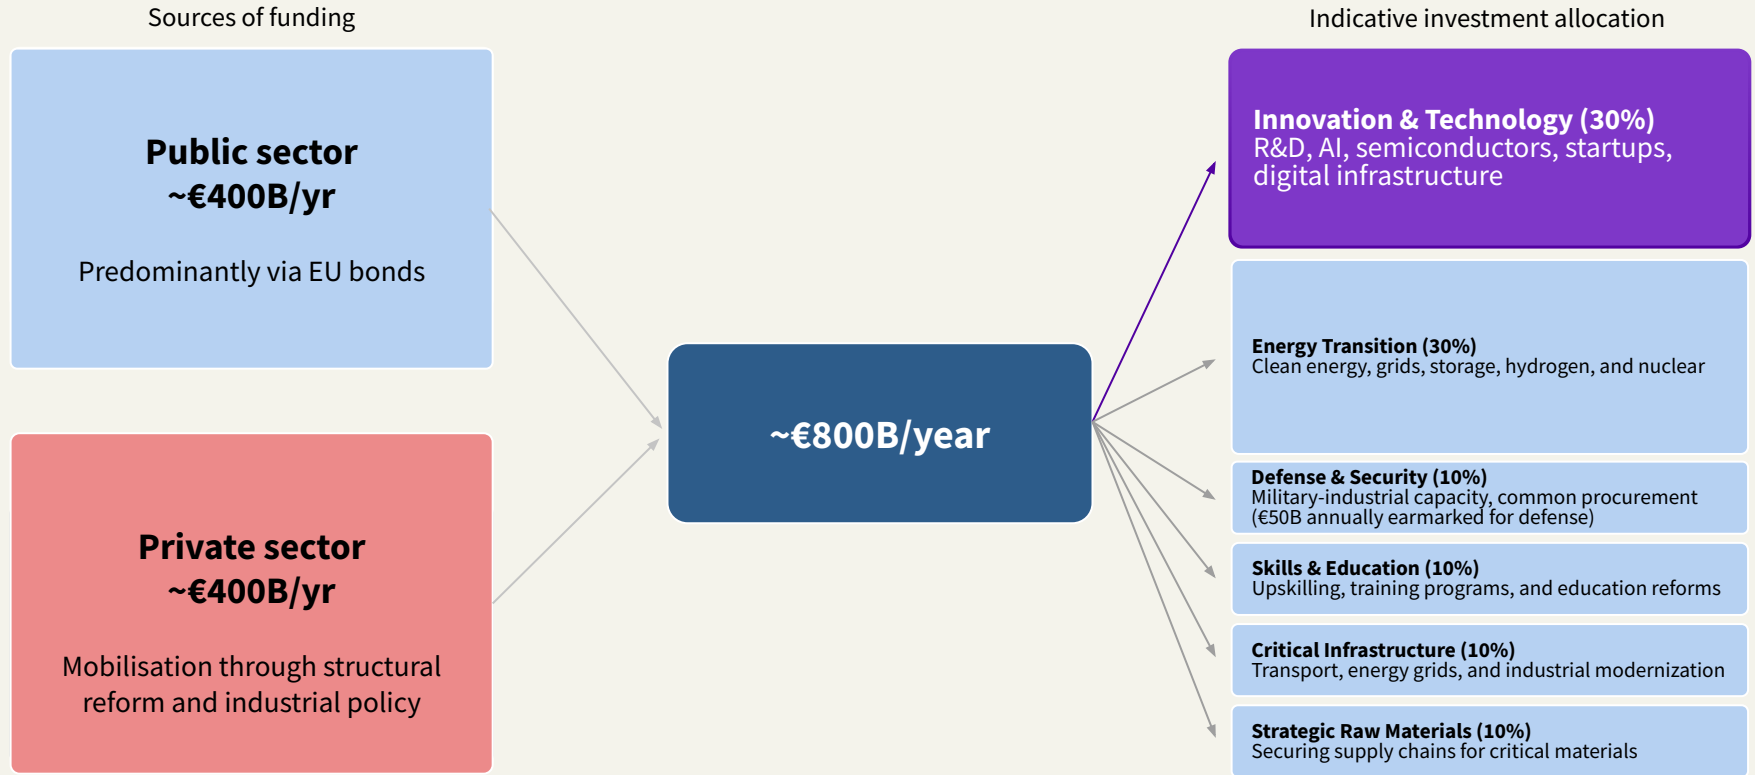 Sources of funding
Public sector
~€400B/yr
Predominantly via EU bonds
Private sector
~€400B/yr
Mobilisation through structural
reform and industrial policy
~€800B/year
Indicative investment allocation
Innovation & Technology (30%)
R&D, AI, semiconductors, startups,
digital infrastructure
Energy Transition (30%)
Clean energy, grids, storage, hydrogen, and nuclear
Defense & Security (10%)
Military-industrial capacity, common procurement
(€50B annually earmarked for defense)
Skills & Education (10%)
Upskilling, training programs, and education reforms
Critical Infrastructure (10%)
Transport, energy grids, and industrial modernization
Strategic Raw Materials (10%)
Securing supply chains for critical materials